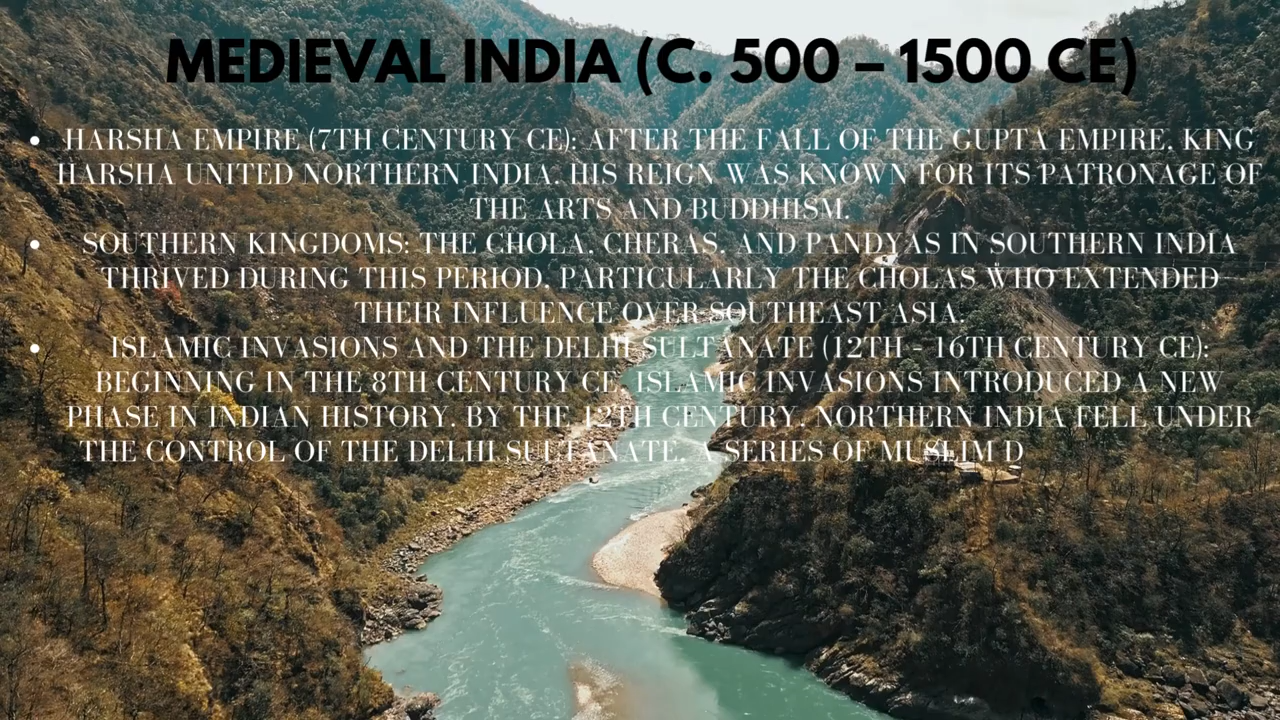 MEDIEVAL INDIA (C. 500 – 1500 CE)
• HARSHA EMPIRE (7TH CENTURY CE): AFTER THE FALL OF THE GUPTA EMPIRE, KING
HARSHA UNITED NORTHERN INDIA. HIS REIGN WAS KNOWN FOR ITS PATRONAGE OF
THE ARTS AND BUDDHISM.
• SOUTHERN KINGDOMS: THE CHOLA, CHERAS, AND PANDYAS IN SOUTHERN INDIA
THRIVED DURING THIS PERIOD, PARTICULARLY THE CHOLAS WHO EXTENDED
THEIR INFLUENCE OVER SOUTHEAST ASIA.
• ISLAMIC INVASIONS AND THE DELHI SULTANATE (12TH – 16TH CENTURY CE):
BEGINNING IN THE 8TH CENTURY CE, ISLAMIC INVASIONS INTRODUCED A NEW
PHASE IN INDIAN HISTORY. BY THE 12TH CENTURY, NORTHERN INDIA FELL UNDER
THE CONTROL OF THE DELHI SULTANATE, A SERIES OF MUSLIM D